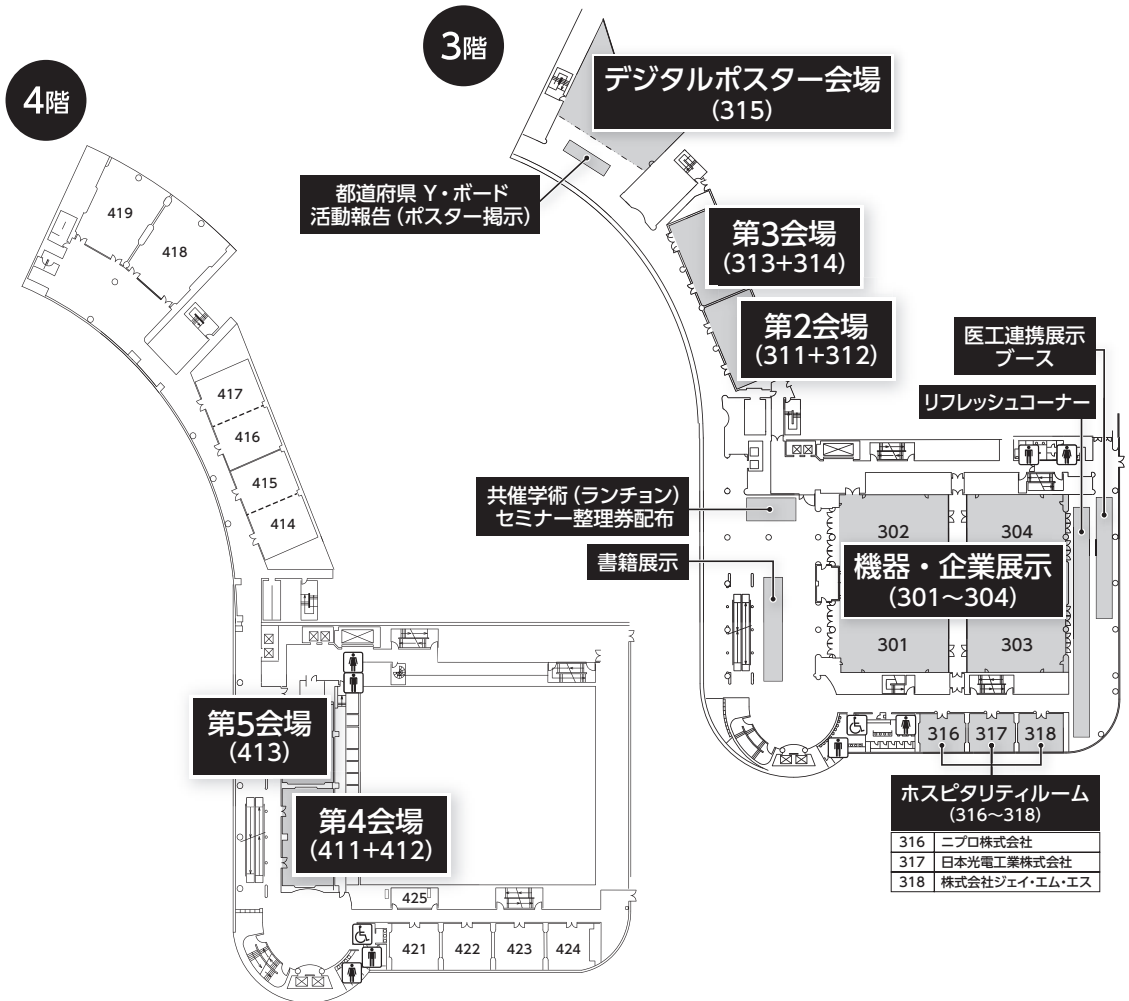 3階
4階
デジタルポスター会場
(315)
都道府県 Y・ボード
活動報告（ポスター掲示）
419
418
第3会場
(313+314)
第2会場
(311+312)
医工連携展示
ブース
リフレッシュコーナー
417
416
415
414
共催学術（ランチョン）
セミナー整理券配布
書籍展示
302
304
機器・企業展示
(301～304)
301
303
第5会場
(413)
第4会場
(411+412)
316
317
318
ホスピタリティルーム
(316～318)
316 ニプロ株式会社
317 日本光電工業株式会社
318 株式会社ジェイ・エム・エス
425
421
422
423
424